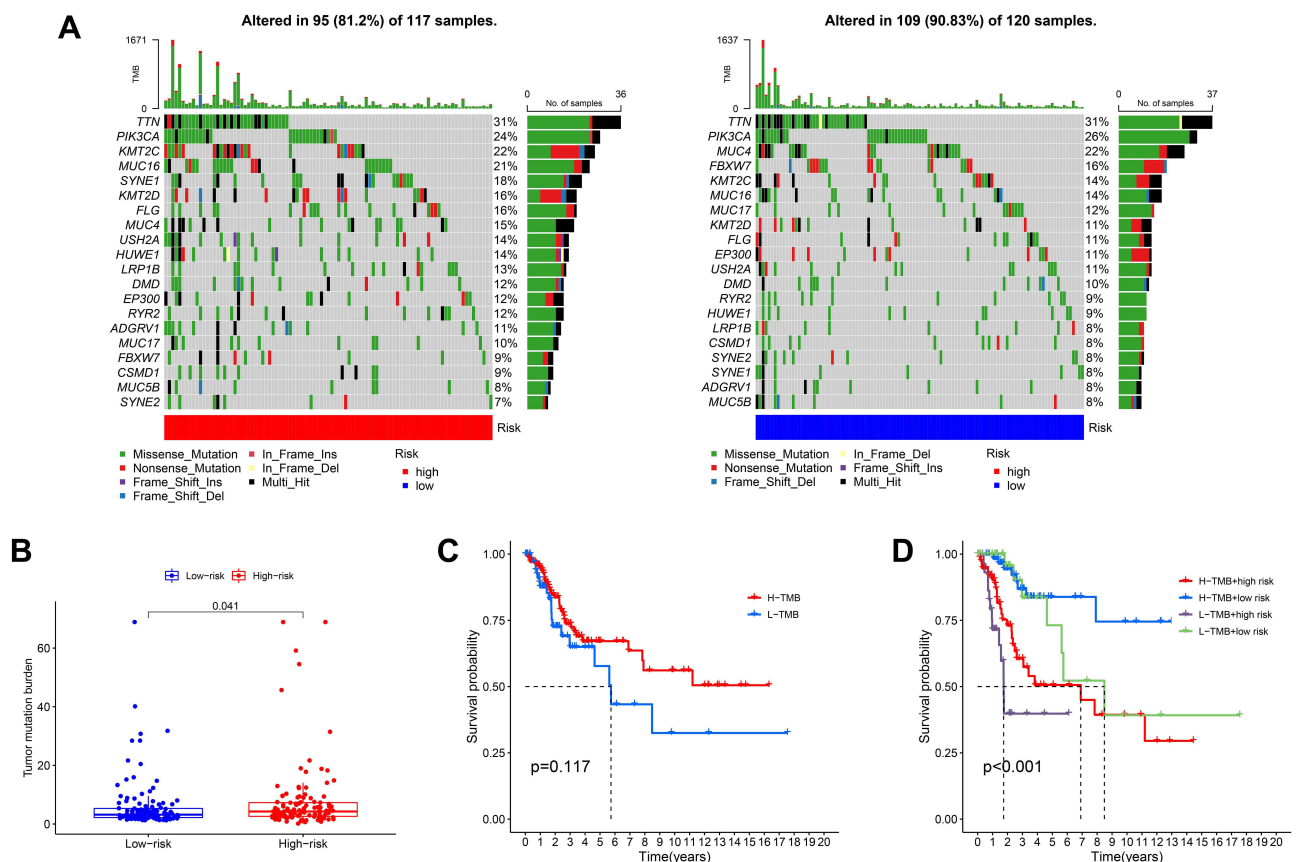 A
Altered in 95 (81.2%) of 117 samples.
1671
TMB
0
0 36
No. of samples
TTN 31%
PIK3CA 24%
KMT2C 22%
MUC16 21%
SYNE1 18%
KMT2D 16%
FLG 16%
MUC4 15%
USH2A 14%
HUWE1 14%
LRP1B 13%
DMD 12%
EP300 12%
RYR2 12%
ADGRV1 11%
MUC17 10%
FBXW7 9%
CSMD1 9%
MUC5B 8%
SYNE2 7%
Risk
Missense_Mutation In_Frame_Ins Risk
Nonsense_Mutation In_Frame_Del high
Frame_Shift_Ins Multi_Hit low
Frame_Shift_Del
Altered in 109 (90.83%) of 120 samples.
1637
TMB
0
0 37
No. of samples
TTN 31%
PIK3CA 26%
MUC4 22%
FBXW7 16%
KMT2C 14%
MUC16 14%
MUC17 12%
KMT2D 11%
FLG 11%
EP300 11%
USH2A 11%
DMD 10%
RYR2 9%
HUWE1 9%
LRP1B 8%
CSMD1 8%
SYNE2 8%
SYNE1 8%
ADGRV1 8%
MUC5B 8%
Risk
Missense_Mutation In_Frame_Del Risk
Nonsense_Mutation Frame_Shift_Ins high
Frame_Shift_Del Multi_Hit low
B
Low-risk High-risk
0.041
Tumor mutation burden
60
40
20
0
Low-risk High-risk
C
Survival probability
1.00
0.75
0.50
0.25
0.00
H-TMB
L-TMB
p=0.117
0 1 2 3 4 5 6 7 8 9 10 11 12 13 14 15 16 17 18 19 20
Time(years)
D
Survival probability
1.00
0.75
0.50
0.25
0.00
H-TMB+high risk
H-TMB+low risk
L-TMB+high risk
L-TMB+low risk
p<0.001
0 1 2 3 4 5 6 7 8 9 10 11 12 13 14 15 16 17 18 19 20
Time(years)